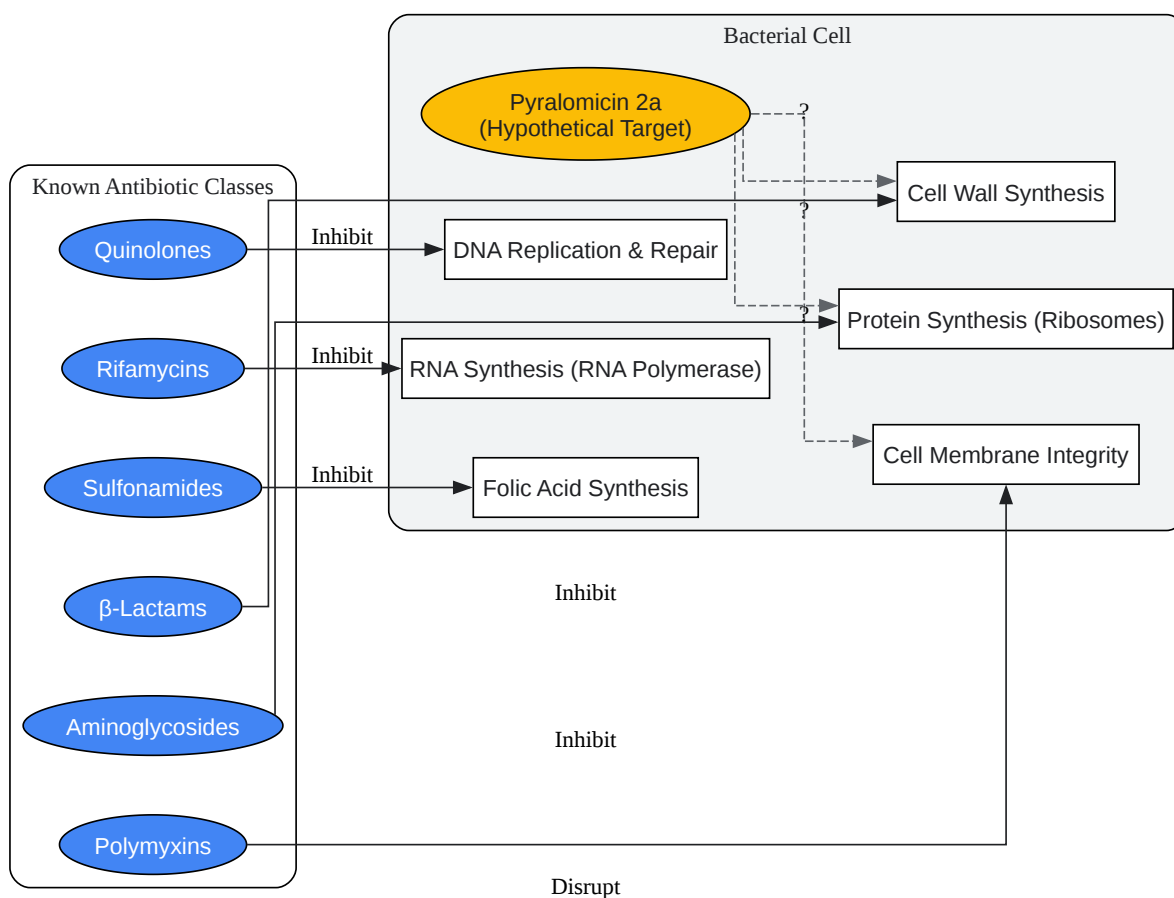 Bacterial Cell
Pyralomicin 2a
(Hypothetical Target)
?
Known Antibiotic Classes
Cell Wall Synthesis
?
Quinolones
Inhibit
DNA Replication & Repair
?
Protein Synthesis (Ribosomes)
Rifamycins
Inhibit
RNA Synthesis (RNA Polymerase)
Cell Membrane Integrity
Sulfonamides
Inhibit
Folic Acid Synthesis
β-Lactams
Inhibit
Aminoglycosides
Inhibit
Polymyxins
Disrupt